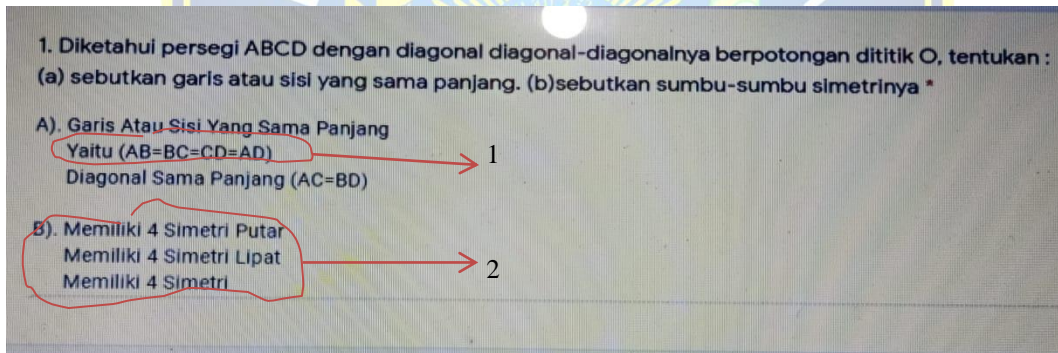 1. Diketahui persegi ABCD dengan diagonal diagonal-diagonalnya berpotongan dititik O, tentukan :
(a) sebutkan garis atau sisi yang sama panjang. (b)sebutkan sumbu-sumbu simetrinya *
A). Garis Atau Sisi Yang Sama Panjang
Yaitu (AB=BC=CD=AD)
1
Diagonal Sama Panjang (AC=BD)
B). Memiliki 4 Simetri Putar
Memiliki 4 Simetri Lipat
2
Memiliki 4 Simetri